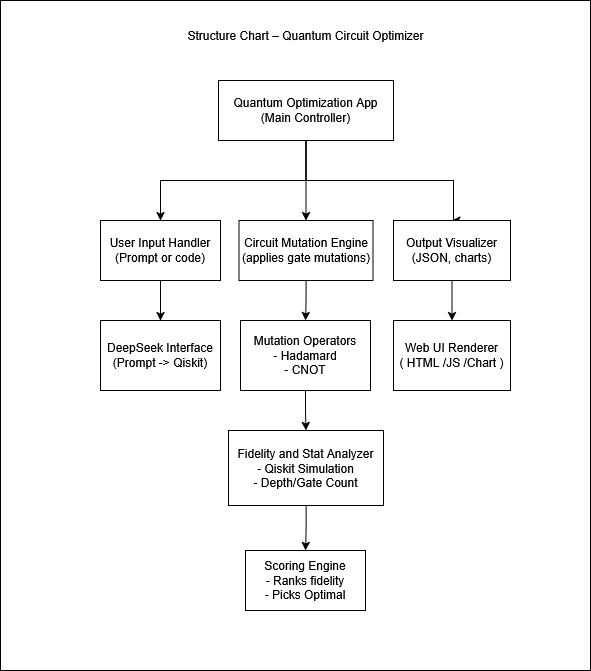 Structure Chart – Quantum Circuit Optimizer
Quantum Optimization App
(Main Controller)
User Input Handler
(Prompt or code)
Circuit Mutation Engine
(applies gate mutations)
Output Visualizer
(JSON, charts)
DeepSeek Interface
(Prompt -> Qiskit)
Mutation Operators
- Hadamard
- CNOT
Web UI Renderer
( HTML /JS /Chart )
Fidelity and Stat Analyzer
- Qiskit Simulation
- Depth/Gate Count
Scoring Engine
- Ranks fidelity
- Picks Optimal